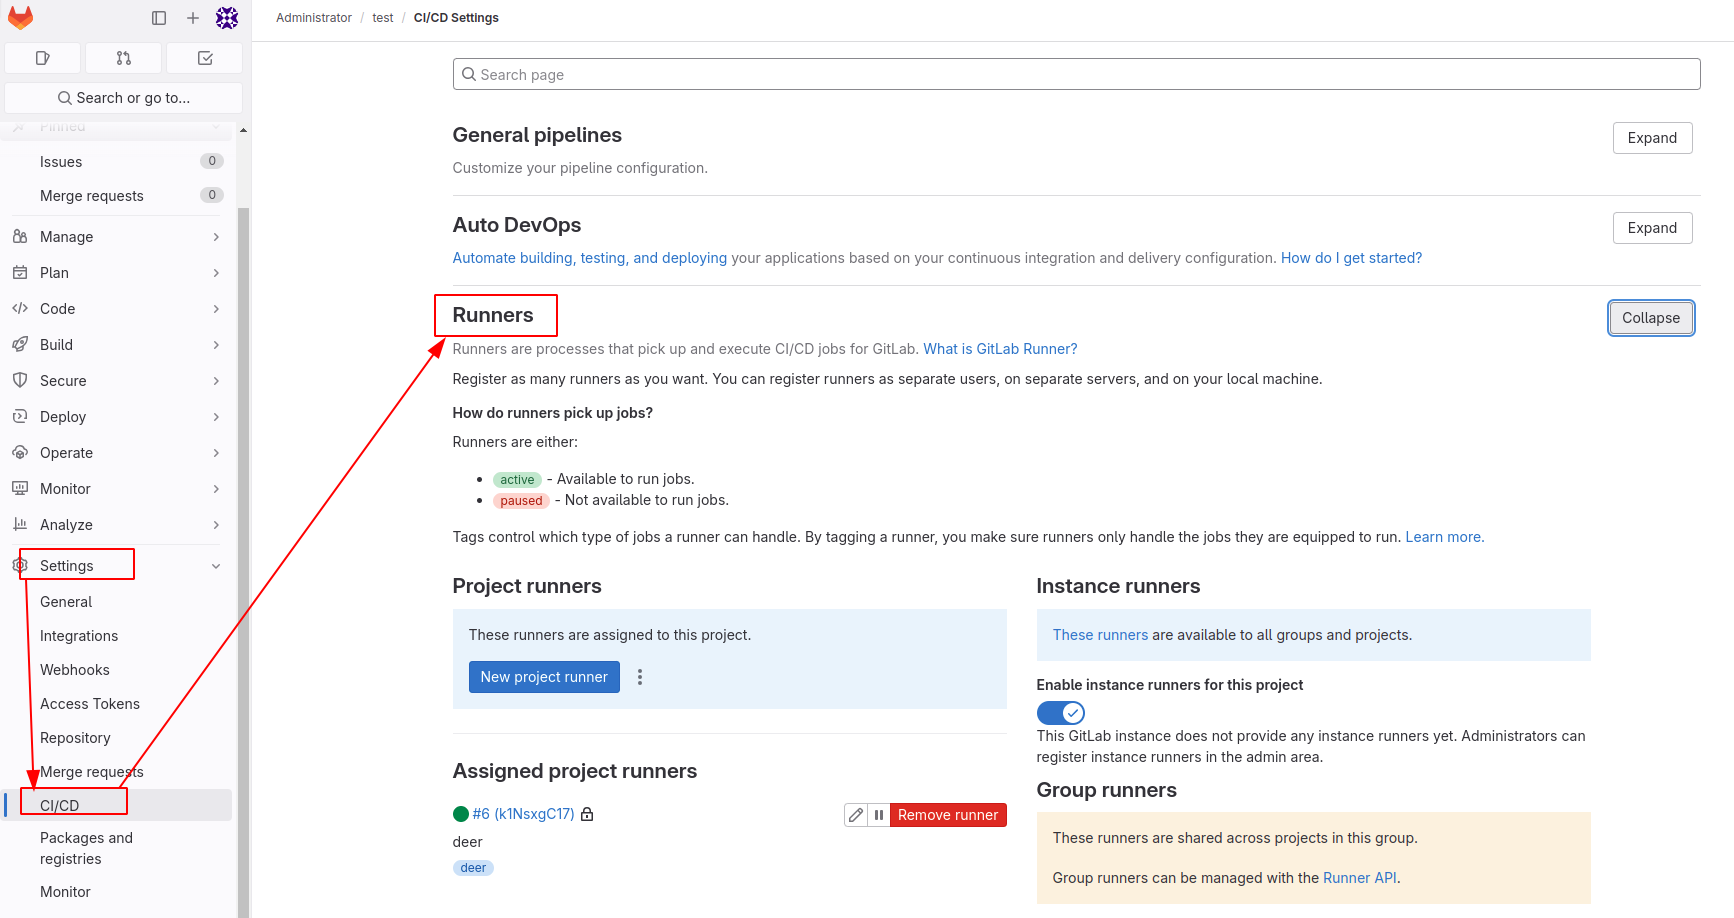 Administrator / test / CI/CD Settings
Search or go to...
Pinned
Issues 0
Merge requests 0
Manage
Plan
Code
Build
Secure
Deploy
Operate
Monitor
Analyze
Settings
General
Integrations
Webhooks
Access Tokens
Repository
Merge requests
CI/CD
Packages and
registries
Monitor
Search page
General pipelines
Expand
Customize your pipeline configuration.
Auto DevOps
Expand
Automate building, testing, and deploying your applications based on your continuous integration and delivery configuration. How do I get started?
Runners
Collapse
Runners are processes that pick up and execute CI/CD jobs for GitLab. What is GitLab Runner?
Register as many runners as you want. You can register runners as separate users, on separate servers, and on your local machine.
How do runners pick up jobs?
Runners are either:
• active - Available to run jobs.
• paused - Not available to run jobs.
Tags control which type of jobs a runner can handle. By tagging a runner, you make sure runners only handle the jobs they are equipped to run. Learn more.
Project runners
These runners are assigned to this project.
New project runner
Assigned project runners
#6 (k1NsxgC17)
Remove runner
deer
deer
Instance runners
These runners are available to all groups and projects.
Enable instance runners for this project
This GitLab instance does not provide any instance runners yet. Administrators can
register instance runners in the admin area.
Group runners
These runners are shared across projects in this group.
Group runners can be managed with the Runner API.